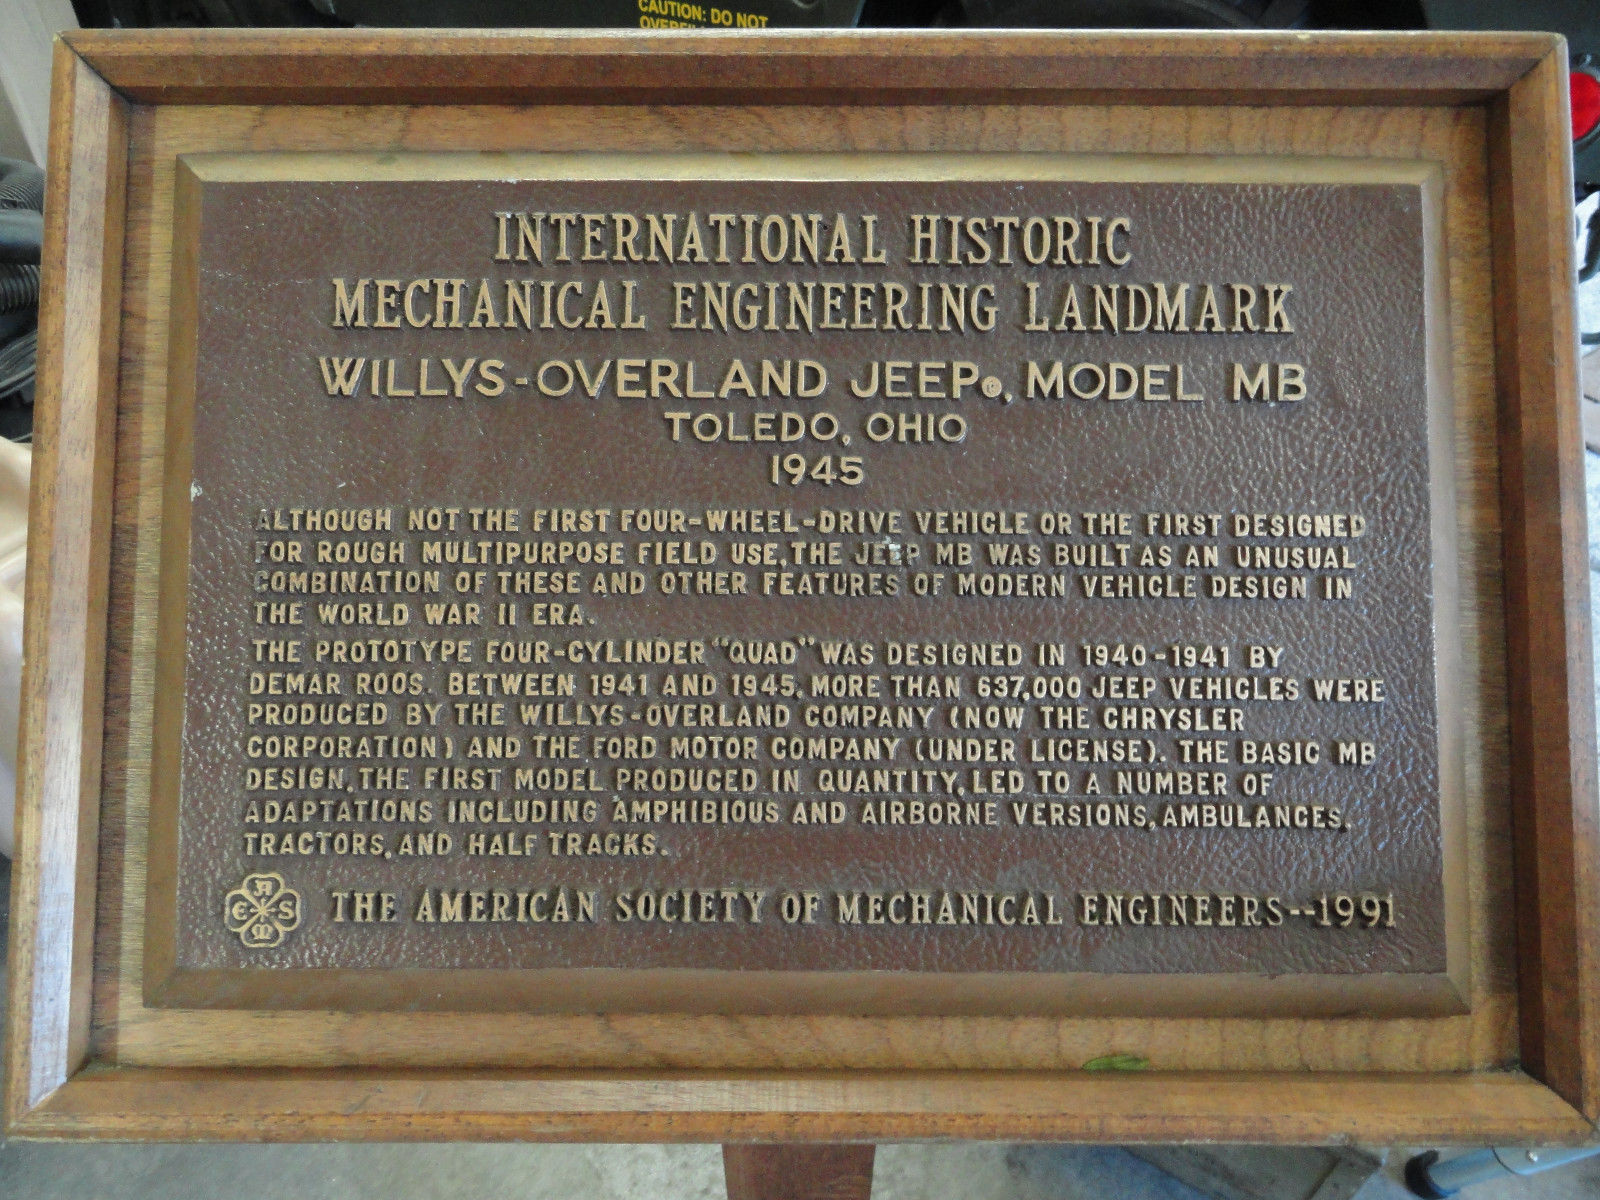 CAUTION: DO NOT
INTERNATIONAL HISTORIC
MECHANICAL ENGINEERING LANDMARK
WILLYS-OVERLAND JEEP®, MODEL MB
TOLEDO, OHIO
1945
ALTHOUGH NOT THE FIRST FOUR-WHEEL-DRIVE VEHICLE OR THE FIRST DESIGNED
FOR ROUGH MULTIPURPOSE FIELD USE, THE JEEP MB WAS BUILT AS AN UNUSUAL
COMBINATION OF THESE AND OTHER FEATURES OF MODERN VEHICLE DESIGN IN
THE WORLD WAR II ERA.
THE PROTOTYPE FOUR-CYLINDER "QUAD" WAS DESIGNED IN 1940-1941 BY
DEMAR ROOS. BETWEEN 1941 AND 1945, MORE THAN 637,000 JEEP VEHICLES WERE
PRODUCED BY THE WILLYS-OVERLAND COMPANY (NOW THE CHRYSLER
CORPORATION) AND THE FORD MOTOR COMPANY (UNDER LICENSE). THE BASIC MB
DESIGN, THE FIRST MODEL PRODUCED IN QUANTITY, LED TO A NUMBER OF
ADAPTATIONS INCLUDING AMPHIBIOUS AND AIRBORNE VERSIONS, AMBULANCES,
TRACTORS, AND HALF TRACKS.
A S M E
THE AMERICAN SOCIETY OF MECHANICAL ENGINEERS--1991